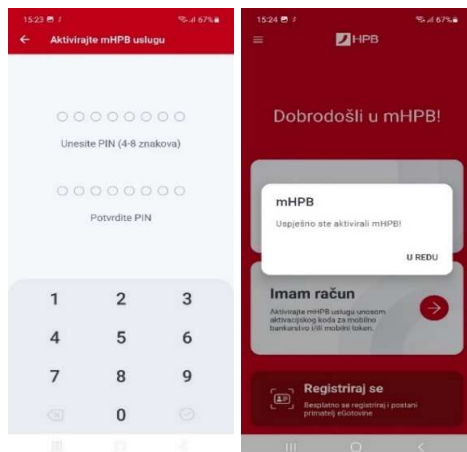 15:23
67%
Aktivirajte mHPB uslugu
Unesite PIN (4-8 znakova)
Potvrdite PIN
1 2 3
4 5 6
7 8 9
0
15:24
67%
HPB
Dobrodošli u mHPB!
mHPB
Uspješno ste aktivirali mHPB!
U REDU
Imam račun
Aktivirajte mHPB uslugu unosom
aktivacijskog koda za mobilno
bankarstvo i/ili mobilni token.
Registriraj se
Besplatno se registriraj i postani
primatelj eGotovine